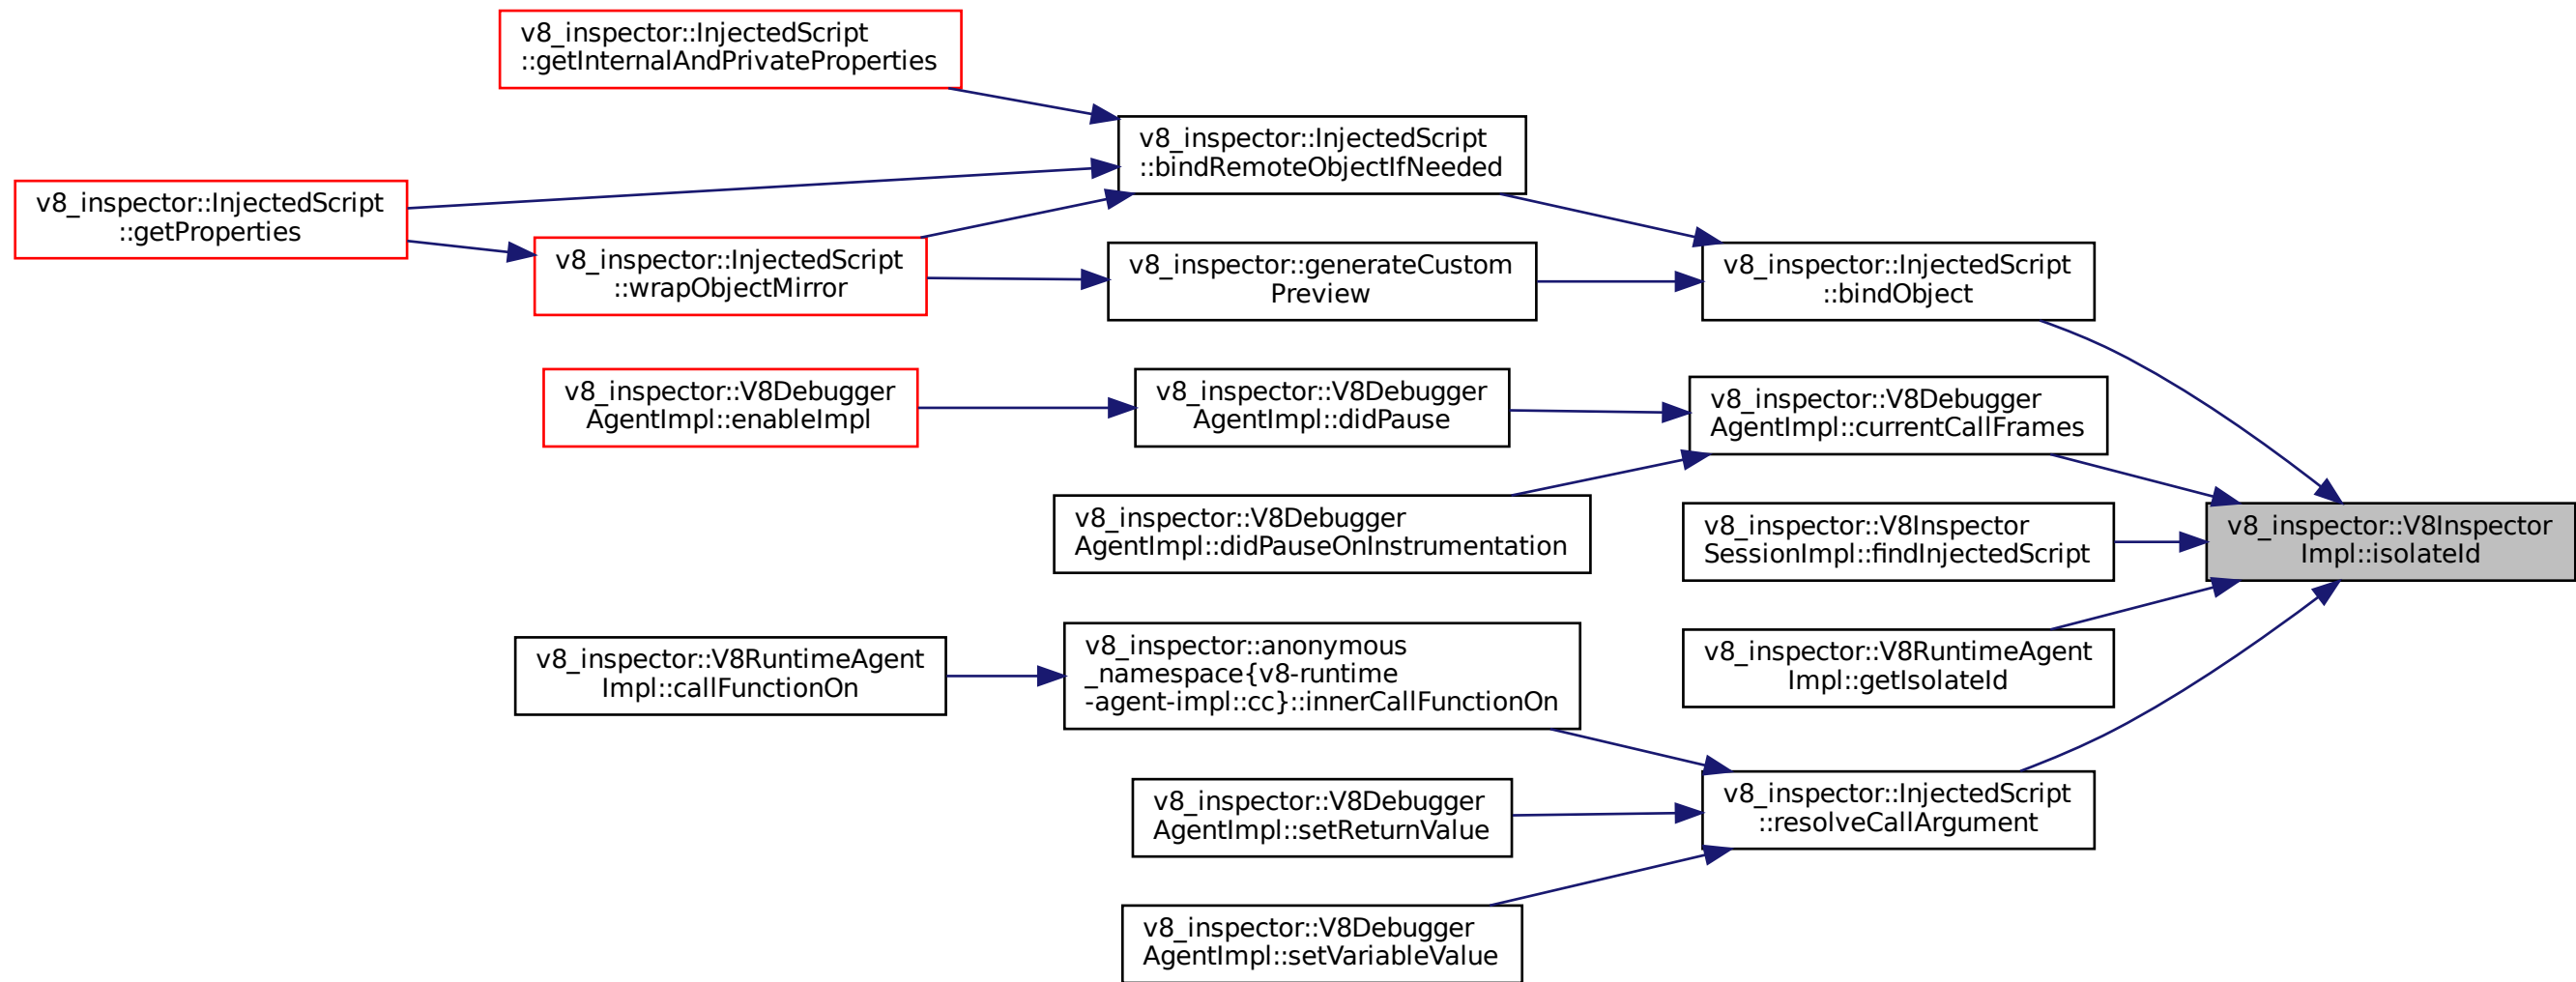 v8_inspector::InjectedScript
::getInternalAndPrivateProperties
v8_inspector::InjectedScript
::bindRemoteObjectIfNeeded
v8_inspector::InjectedScript
::getProperties
v8_inspector::InjectedScript
::wrapObjectMirror
v8_inspector::generateCustom
Preview
v8_inspector::InjectedScript
::bindObject
v8_inspector::V8Debugger
AgentImpl::enableImpl
v8_inspector::V8Debugger
AgentImpl::didPause
v8_inspector::V8Debugger
AgentImpl::currentCallFrames
v8_inspector::V8Debugger
AgentImpl::didPauseOnInstrumentation
v8_inspector::V8Inspector
SessionImpl::findInjectedScript
v8_inspector::V8Inspector
Impl::isolateId
v8_inspector::V8RuntimeAgent
Impl::callFunctionOn
v8_inspector::anonymous
_namespace{v8-runtime
-agent-impl::cc}::innerCallFunctionOn
v8_inspector::V8RuntimeAgent
Impl::getIsolateId
v8_inspector::V8Debugger
AgentImpl::setReturnValue
v8_inspector::InjectedScript
::resolveCallArgument
v8_inspector::V8Debugger
AgentImpl::setVariableValue